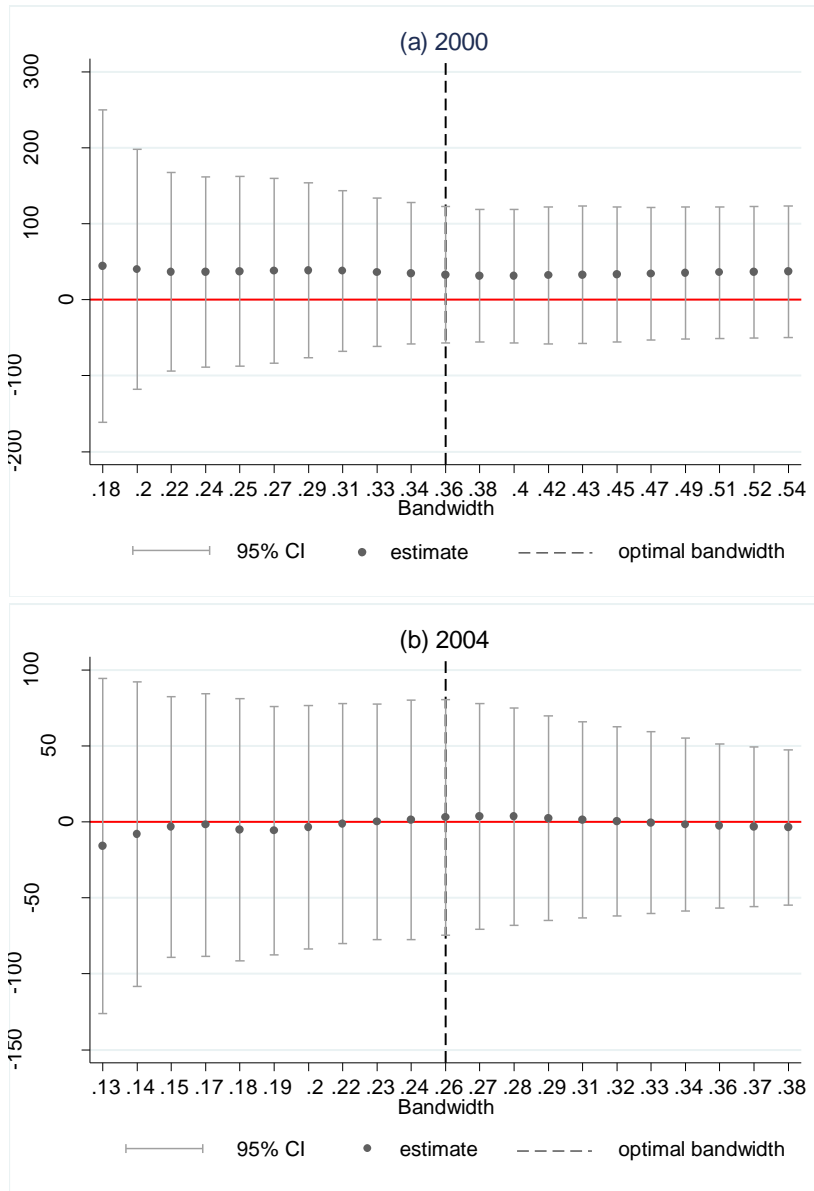 (a) 2000
300
200
100
0
-100
-200
.18 .2 .22 .24 .25 .27 .29 .31 .33 .34 .36 .38 .4 .42 .43 .45 .47 .49 .51 .52 .54
Bandwidth
95% CI estimate optimal bandwidth
(b) 2004
100
50
0
-50
-100
-150
.13 .14 .15 .17 .18 .19 .2 .22 .23 .24 .26 .27 .28 .29 .31 .32 .33 .34 .36 .37 .38
Bandwidth
95% CI estimate optimal bandwidth